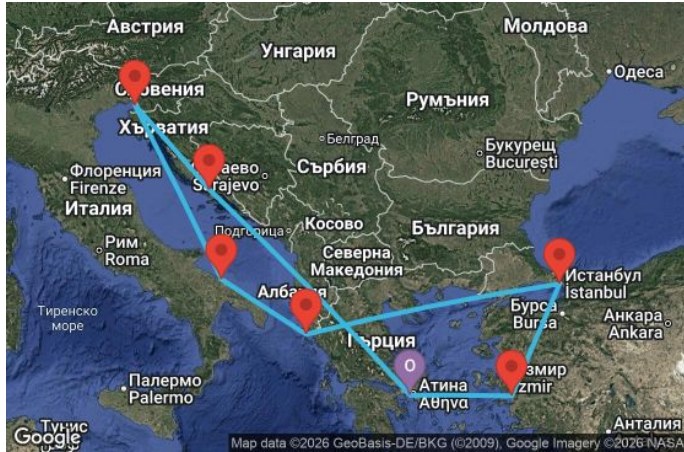 Австрия
Молдова
Унгария
Одеса
Словения
Румъния
Хърватия
Белград
Букурещ
București
Флоренция
Firenze
Сърбия
Sarajevo
Италия
Подгорица
Косово
България
Рим
Roma
Северна
Македония
Албания
Истанбул
İstanbul
Тиренско
море
Бурса
Bursa
Анкара
Ankara
Гърция
O
Палермо
Palermo
Атина
Αθήνα
Измир
İzmir
Тунис
Анталия
Google
Map data ©2026 GeoBasis-DE/BKG (©2009), Google Imagery ©2026 NASA